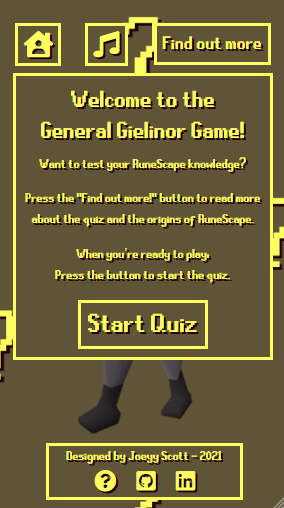 Find out more
Welcome to the
General Gielinor Game!
Want to test your RuneScape knowledge?
Press the "Find out more!" button to read more
about the quiz and the origins of RuneScape.
When you're ready to play,
Press the button to start the quiz.
Start Quiz
Designed by Joeyy Scott - 2021